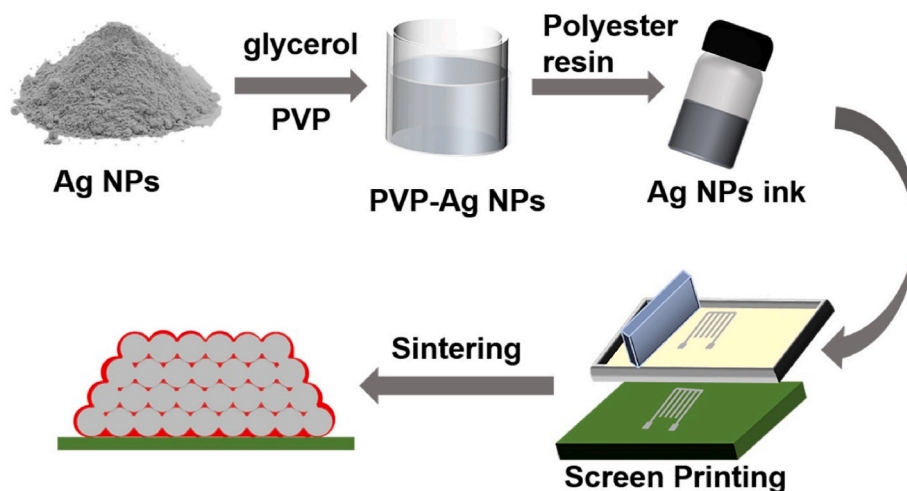 glycerol
PVP
Polyester
resin
Ag NPs
PVP-Ag NPs
Ag NPs ink
Sintering
Screen Printing